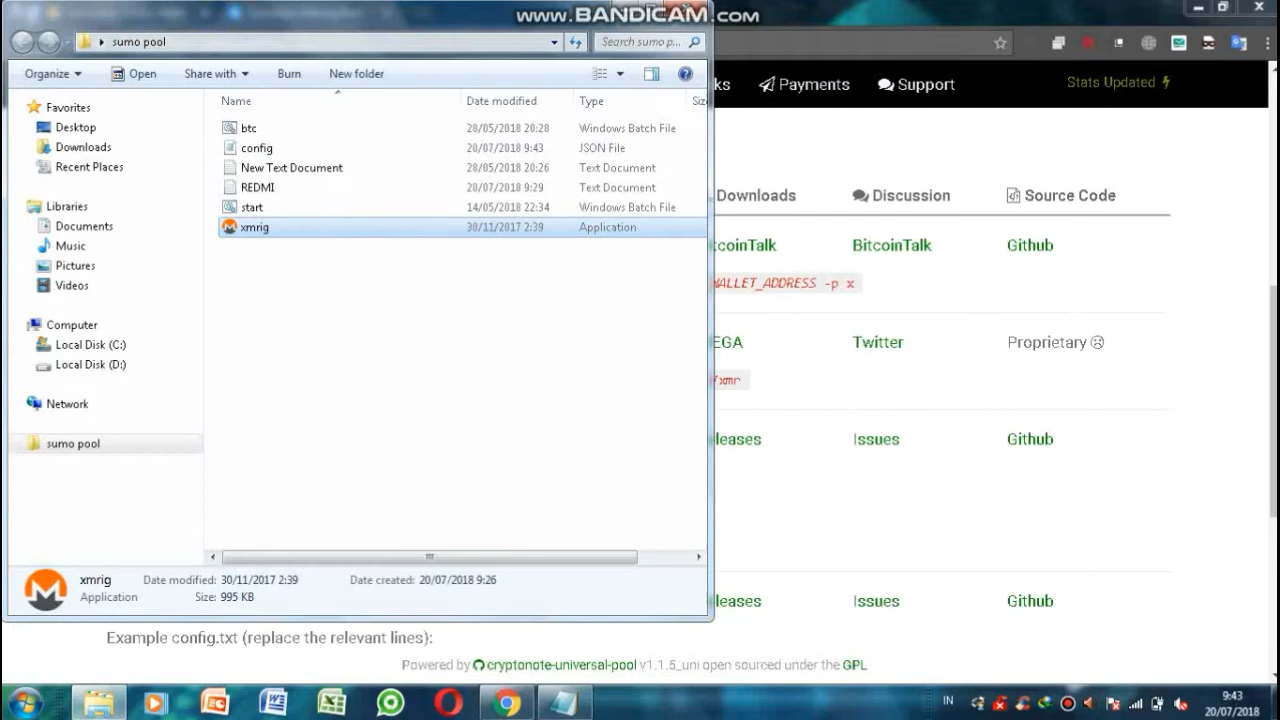 www.BANDICAM.com
sumo pool
Search sumo p...
Organize
Open
Share with
Burn
New folder
Name
Date modified
Type
Favorites
Desktop
Downloads
Recent Places
Libraries
Documents
Music
Pictures
Videos
Computer
Local Disk (C:)
Local Disk (D:)
Network
sumo pool
btc 28/05/2018 20:28 Windows Batch File
config 20/07/2018 9:43 JSON File
New Text Document 28/05/2018 20:26 Text Document
REDMI 20/07/2018 9:29 Text Document
start 14/05/2018 22:34 Windows Batch File
xmrig 30/11/2017 2:39 Application
xmrig Date modified: 30/11/2017 2:39 Date created: 20/07/2018 9:26
Application Size: 995 KB
Payments Support Stats Updated
Downloads Discussion Source Code
coinTalk BitcoinTalk Github
WALLET_ADDRESS -p x
EGA Twitter Proprietary
/xmr
leases Issues Github
leases Issues Github
Example config.txt (replace the relevant lines):
Powered by cryptonote-universal-pool v1.1.5_uni open sourced under the GPL
IN
9:43
20/07/2018